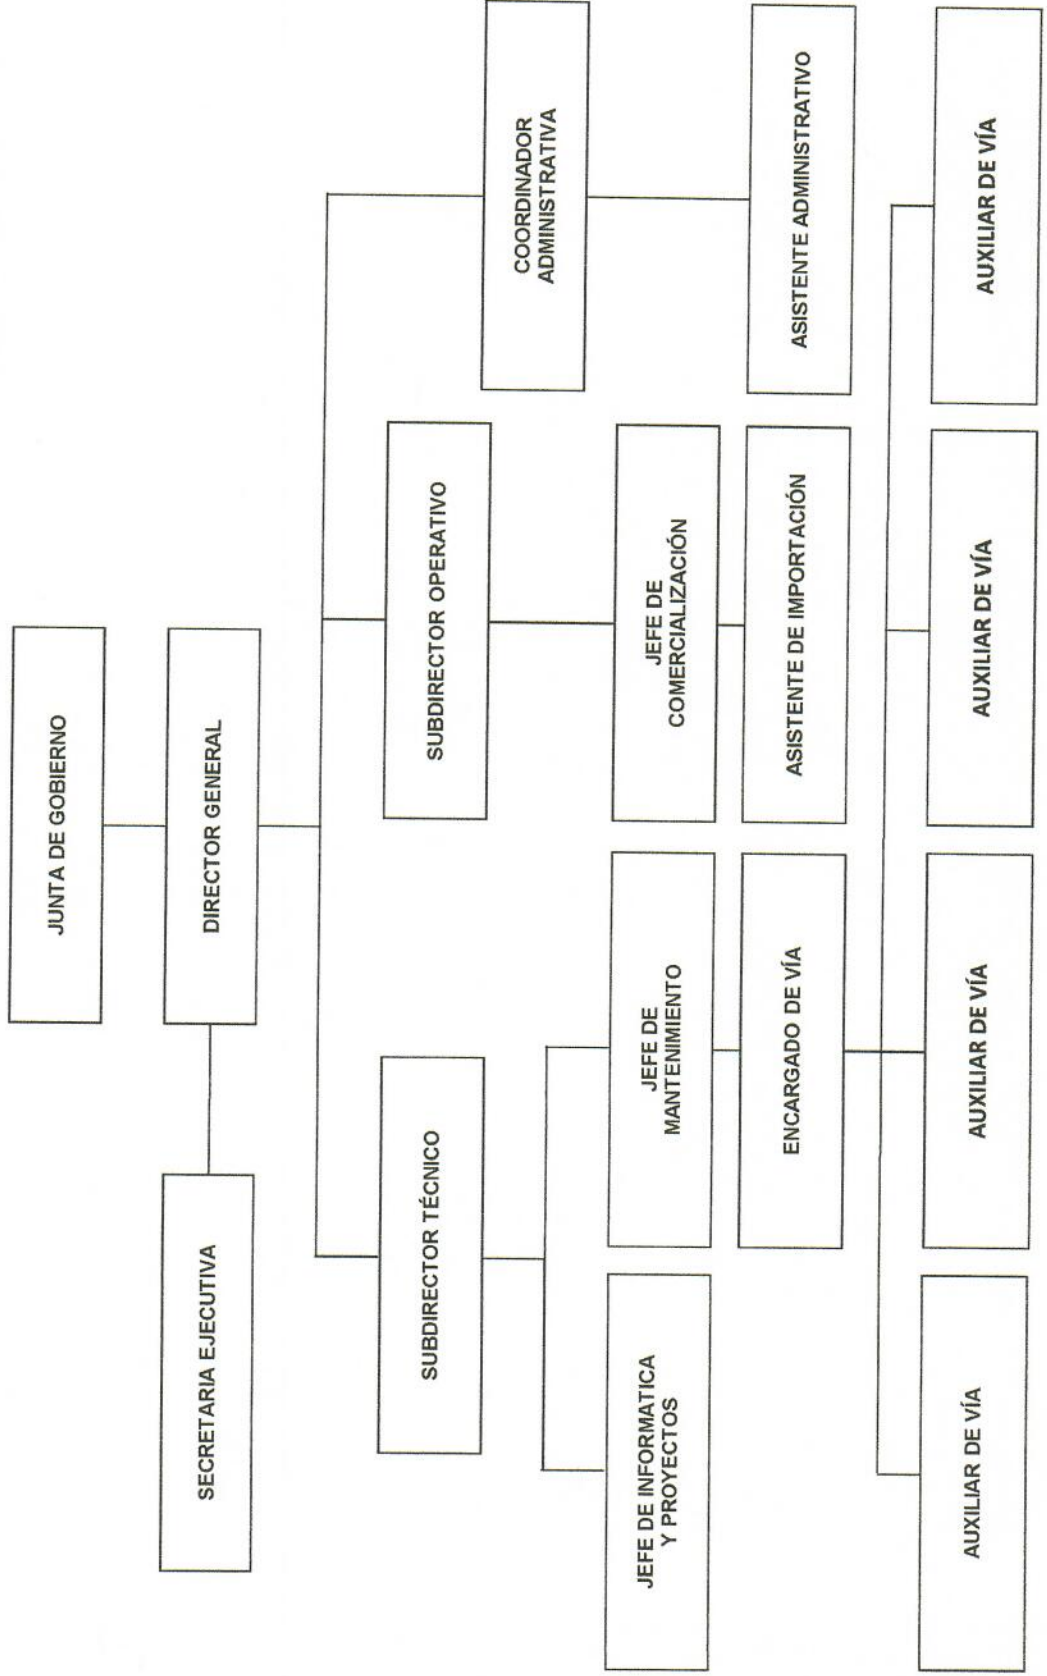 JUNTA DE GOBIERNO
SECRETARIA EJECUTIVA
DIRECTOR GENERAL
SUBDIRECTOR TÉCNICO
SUBDIRECTOR OPERATIVO
COORDINADOR
ADMINISTRATIVA
JEFE DE INFORMATICA
Y PROYECTOS
JEFE DE
MANTENIMIENTO
JEFE DE
COMERCIALIZACIÓN
ENCARGADO DE VÍA
ASISTENTE DE IMPORTACIÓN
ASISTENTE ADMINISTRATIVO
AUXILIAR DE VÍA
AUXILIAR DE VÍA
AUXILIAR DE VÍA
AUXILIAR DE VÍA